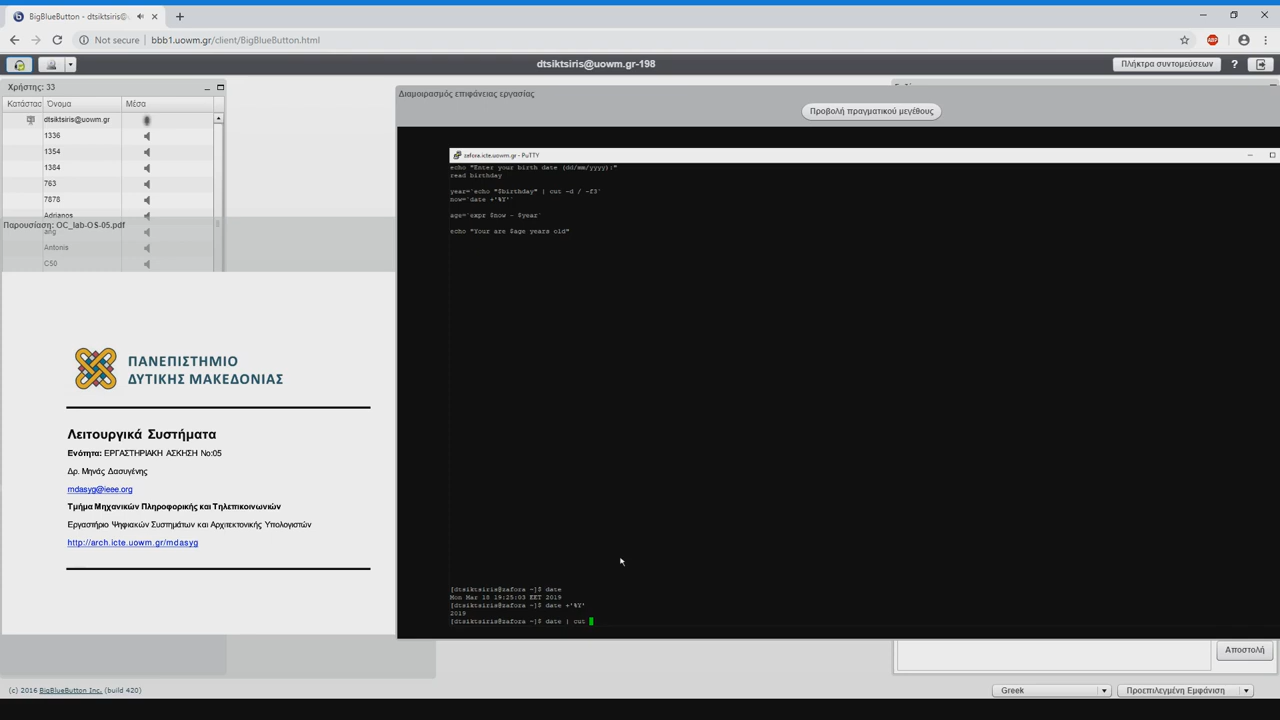 BigBlueButton - dtsiktsiris@
Not secure
bbb1.uowm.gr/client/BigBlueButton.html
ABP
dtsiktsiris@uowm.gr-198
Πλήκτρα συντομεύσεων
?
Χρήστης: 33
Κατάστας
Όνομα
Μέσα
dtsiktsiris@uowm.gr
1336
1354
1384
763
7878
Adrianos
Παρουσίαση: OC_lab-OS-05.pdf
ang
Antonis
C50
ΠΑΝΕΠΙΣΤΗΜΙΟ
ΔΥΤΙΚΗΣ ΜΑΚΕΔΟΝΙΑΣ
Λειτουργικά Συστήματα
Ενότητα: ΕΡΓΑΣΤΗΡΙΑΚΗ ΑΣΚΗΣΗ Νο:05
Δρ. Μηνάς Δασυγένης
mdasyg@ieee.org
Τμήμα Μηχανικών Πληροφορικής και Τηλεπικοινωνιών
Εργαστήριο Ψηφιακών Συστημάτων και Αρχιτεκτονικής Υπολογιστών
http://arch.icte.uowm.gr/mdasyg
Διαμοιρασμός επιφάνειας εργασίας
Προβολή πραγματικού μεγέθους
zafora.icte.uowm.gr - PuTTY
echo "Enter your birth date (dd/mm/yyyy):"
read birthday
year=`echo "$birthday" | cut -d / -f3`
now=`date +'%Y'`
age=`expr $now - $year`
echo "Your are $age years old"
[dtsiktsiris@zafora ~]$ date
Mon Mar 18 19:25:03 EET 2019
[dtsiktsiris@zafora ~]$ date +'%Y'
2019
[dtsiktsiris@zafora ~]$ date | cut
Αποστολή
(c) 2016 BigBlueButton Inc. (build 420)
Greek
Προεπιλεγμένη Εμφάνιση